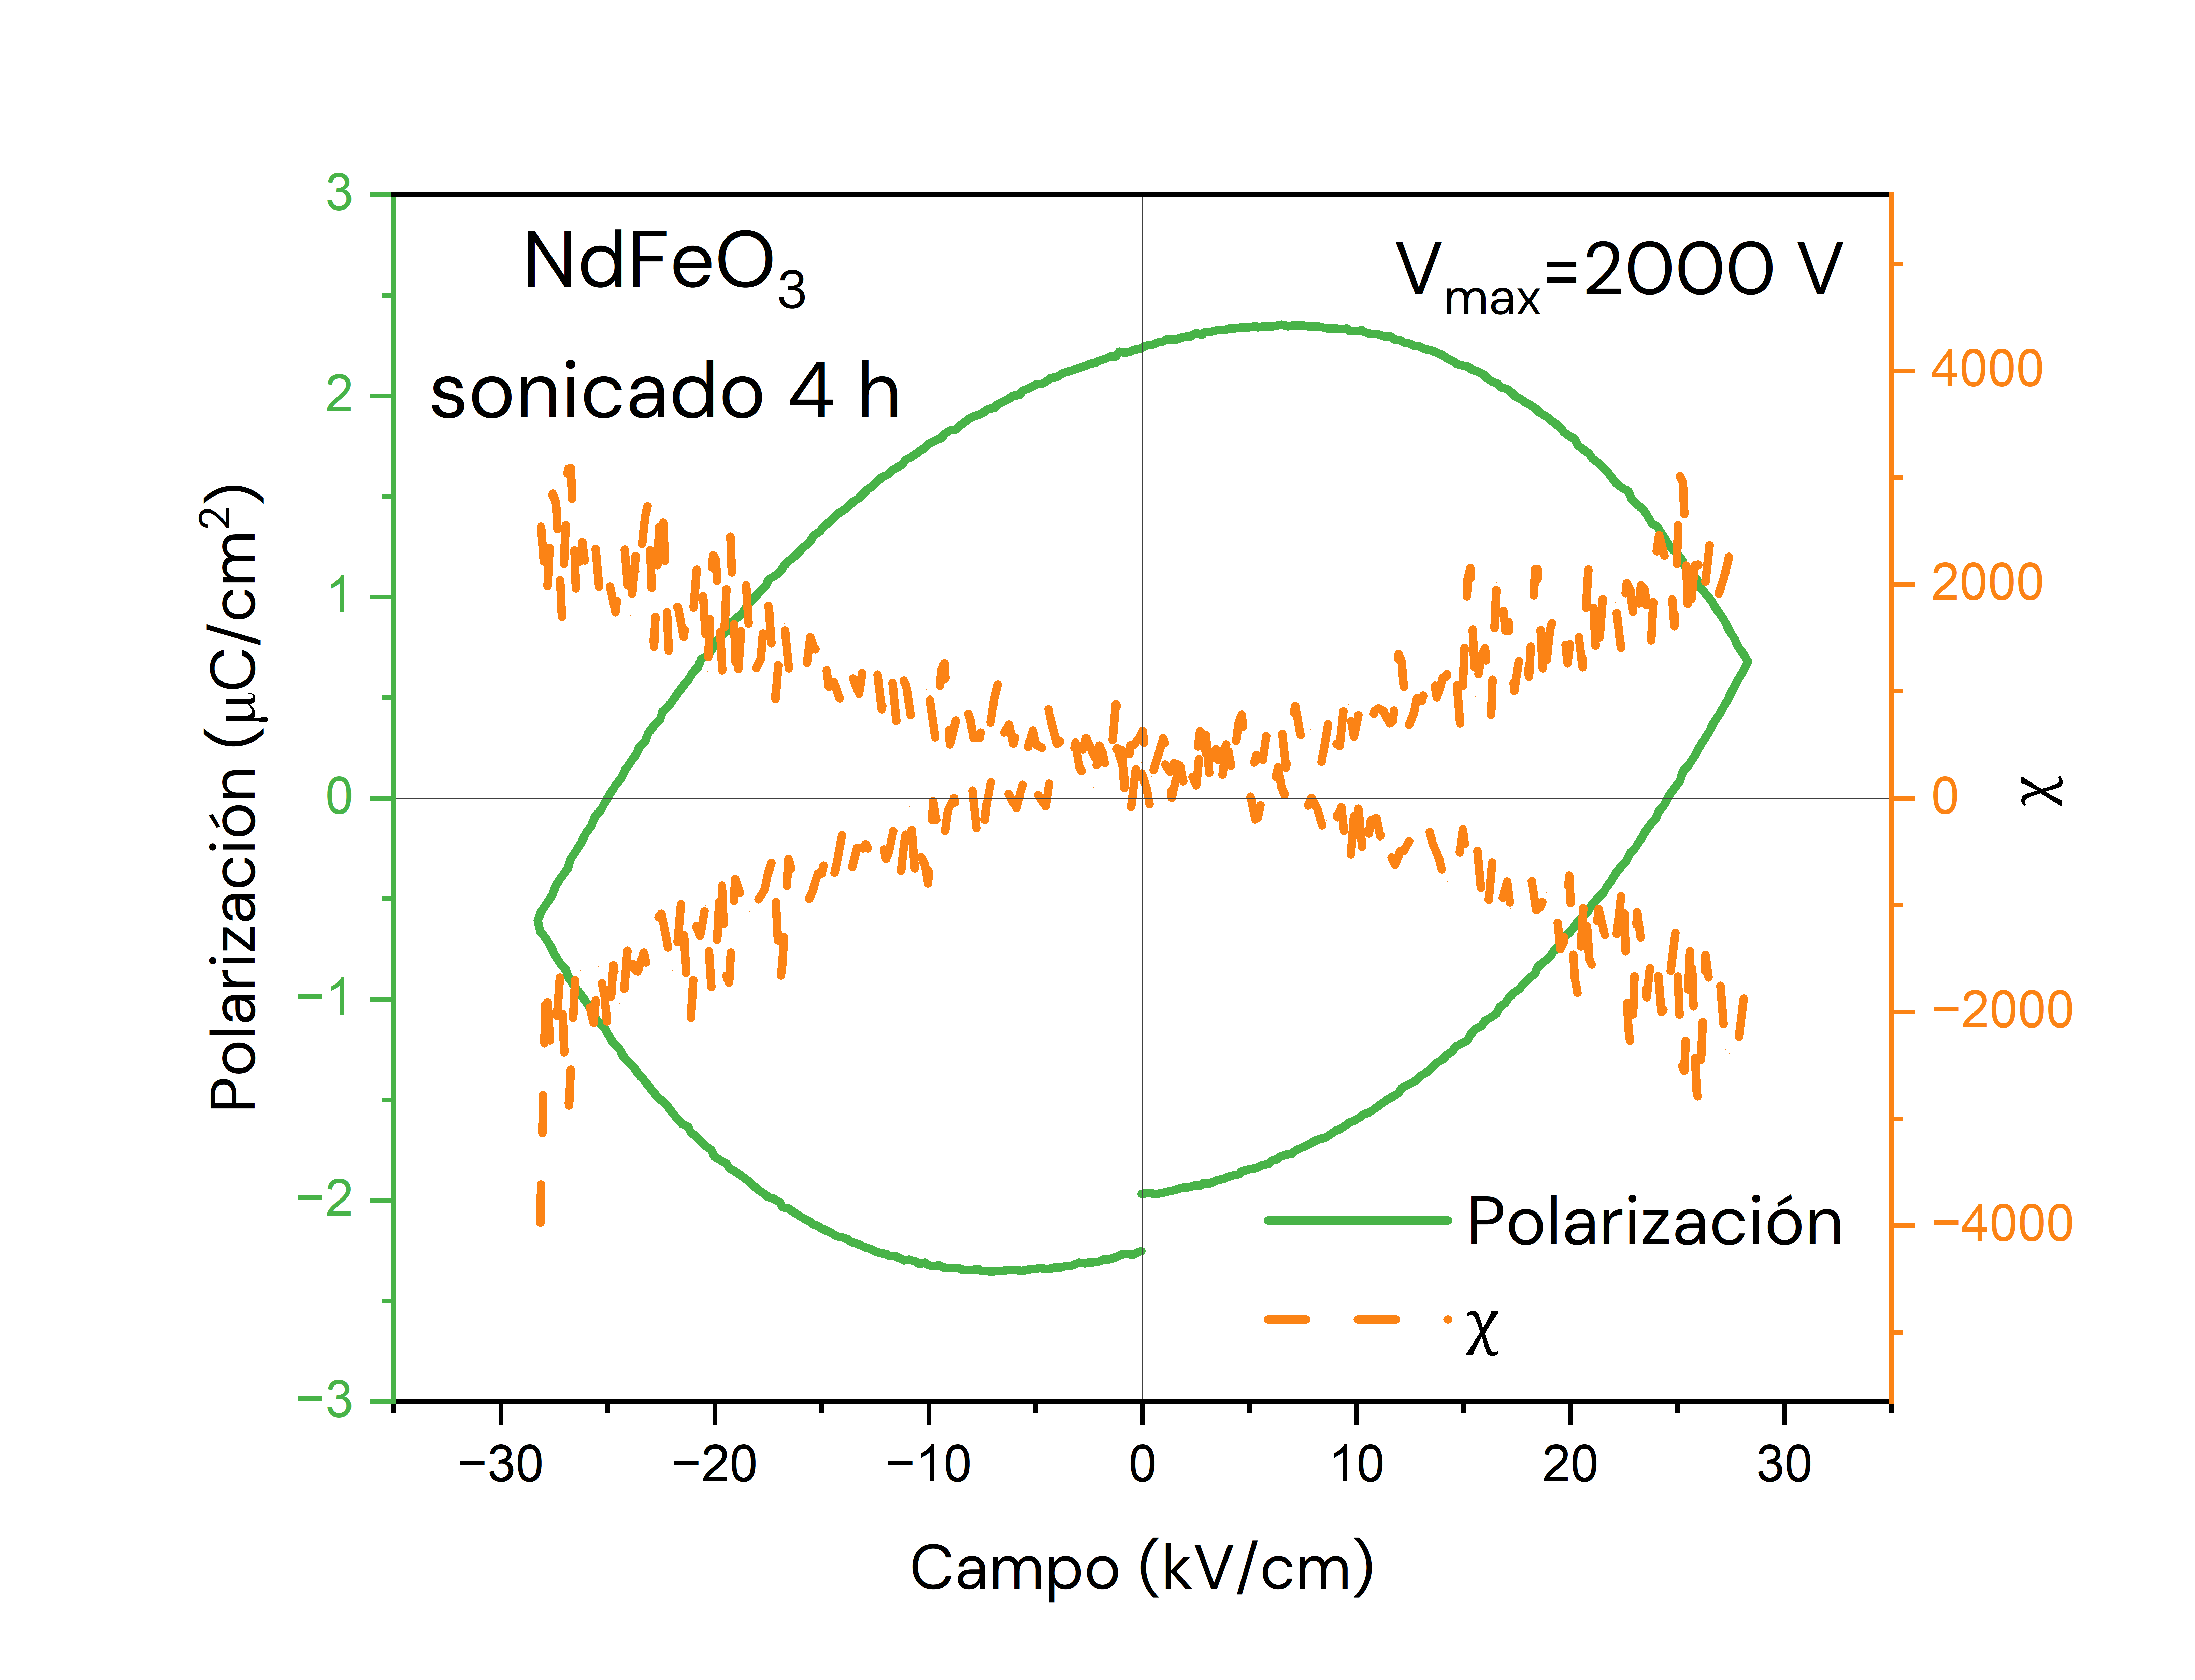 NdFeO₃
sonicado 4 h
Vmax=2000 V
Polarización (μC/cm²)
3
2
1
0
−1
−2
−3
4000
2000
0
−2000
−4000
χ
Polarización
χ
−30 −20 −10 0 10 20 30
Campo (kV/cm)